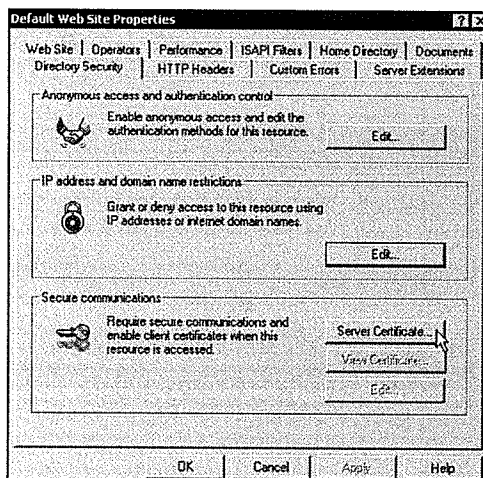 Default Web Site Properties
Web Site Operators Performance ISAPI Filters Home Directory Documents
Directory Security HTTP Headers Custom Errors Server Extensions
Anonymous access and authentication control
Enable anonymous access and edit the
authentication methods for this resource.
Edit...
IP address and domain name restrictions
Grant or deny access to this resource using
IP addresses or internet domain names.
Edit...
Secure communications
Require secure communications and
enable client certificates when this
resource is accessed.
Server Certificate...
View Certificate...
Edit...
OK Cancel Apply Help